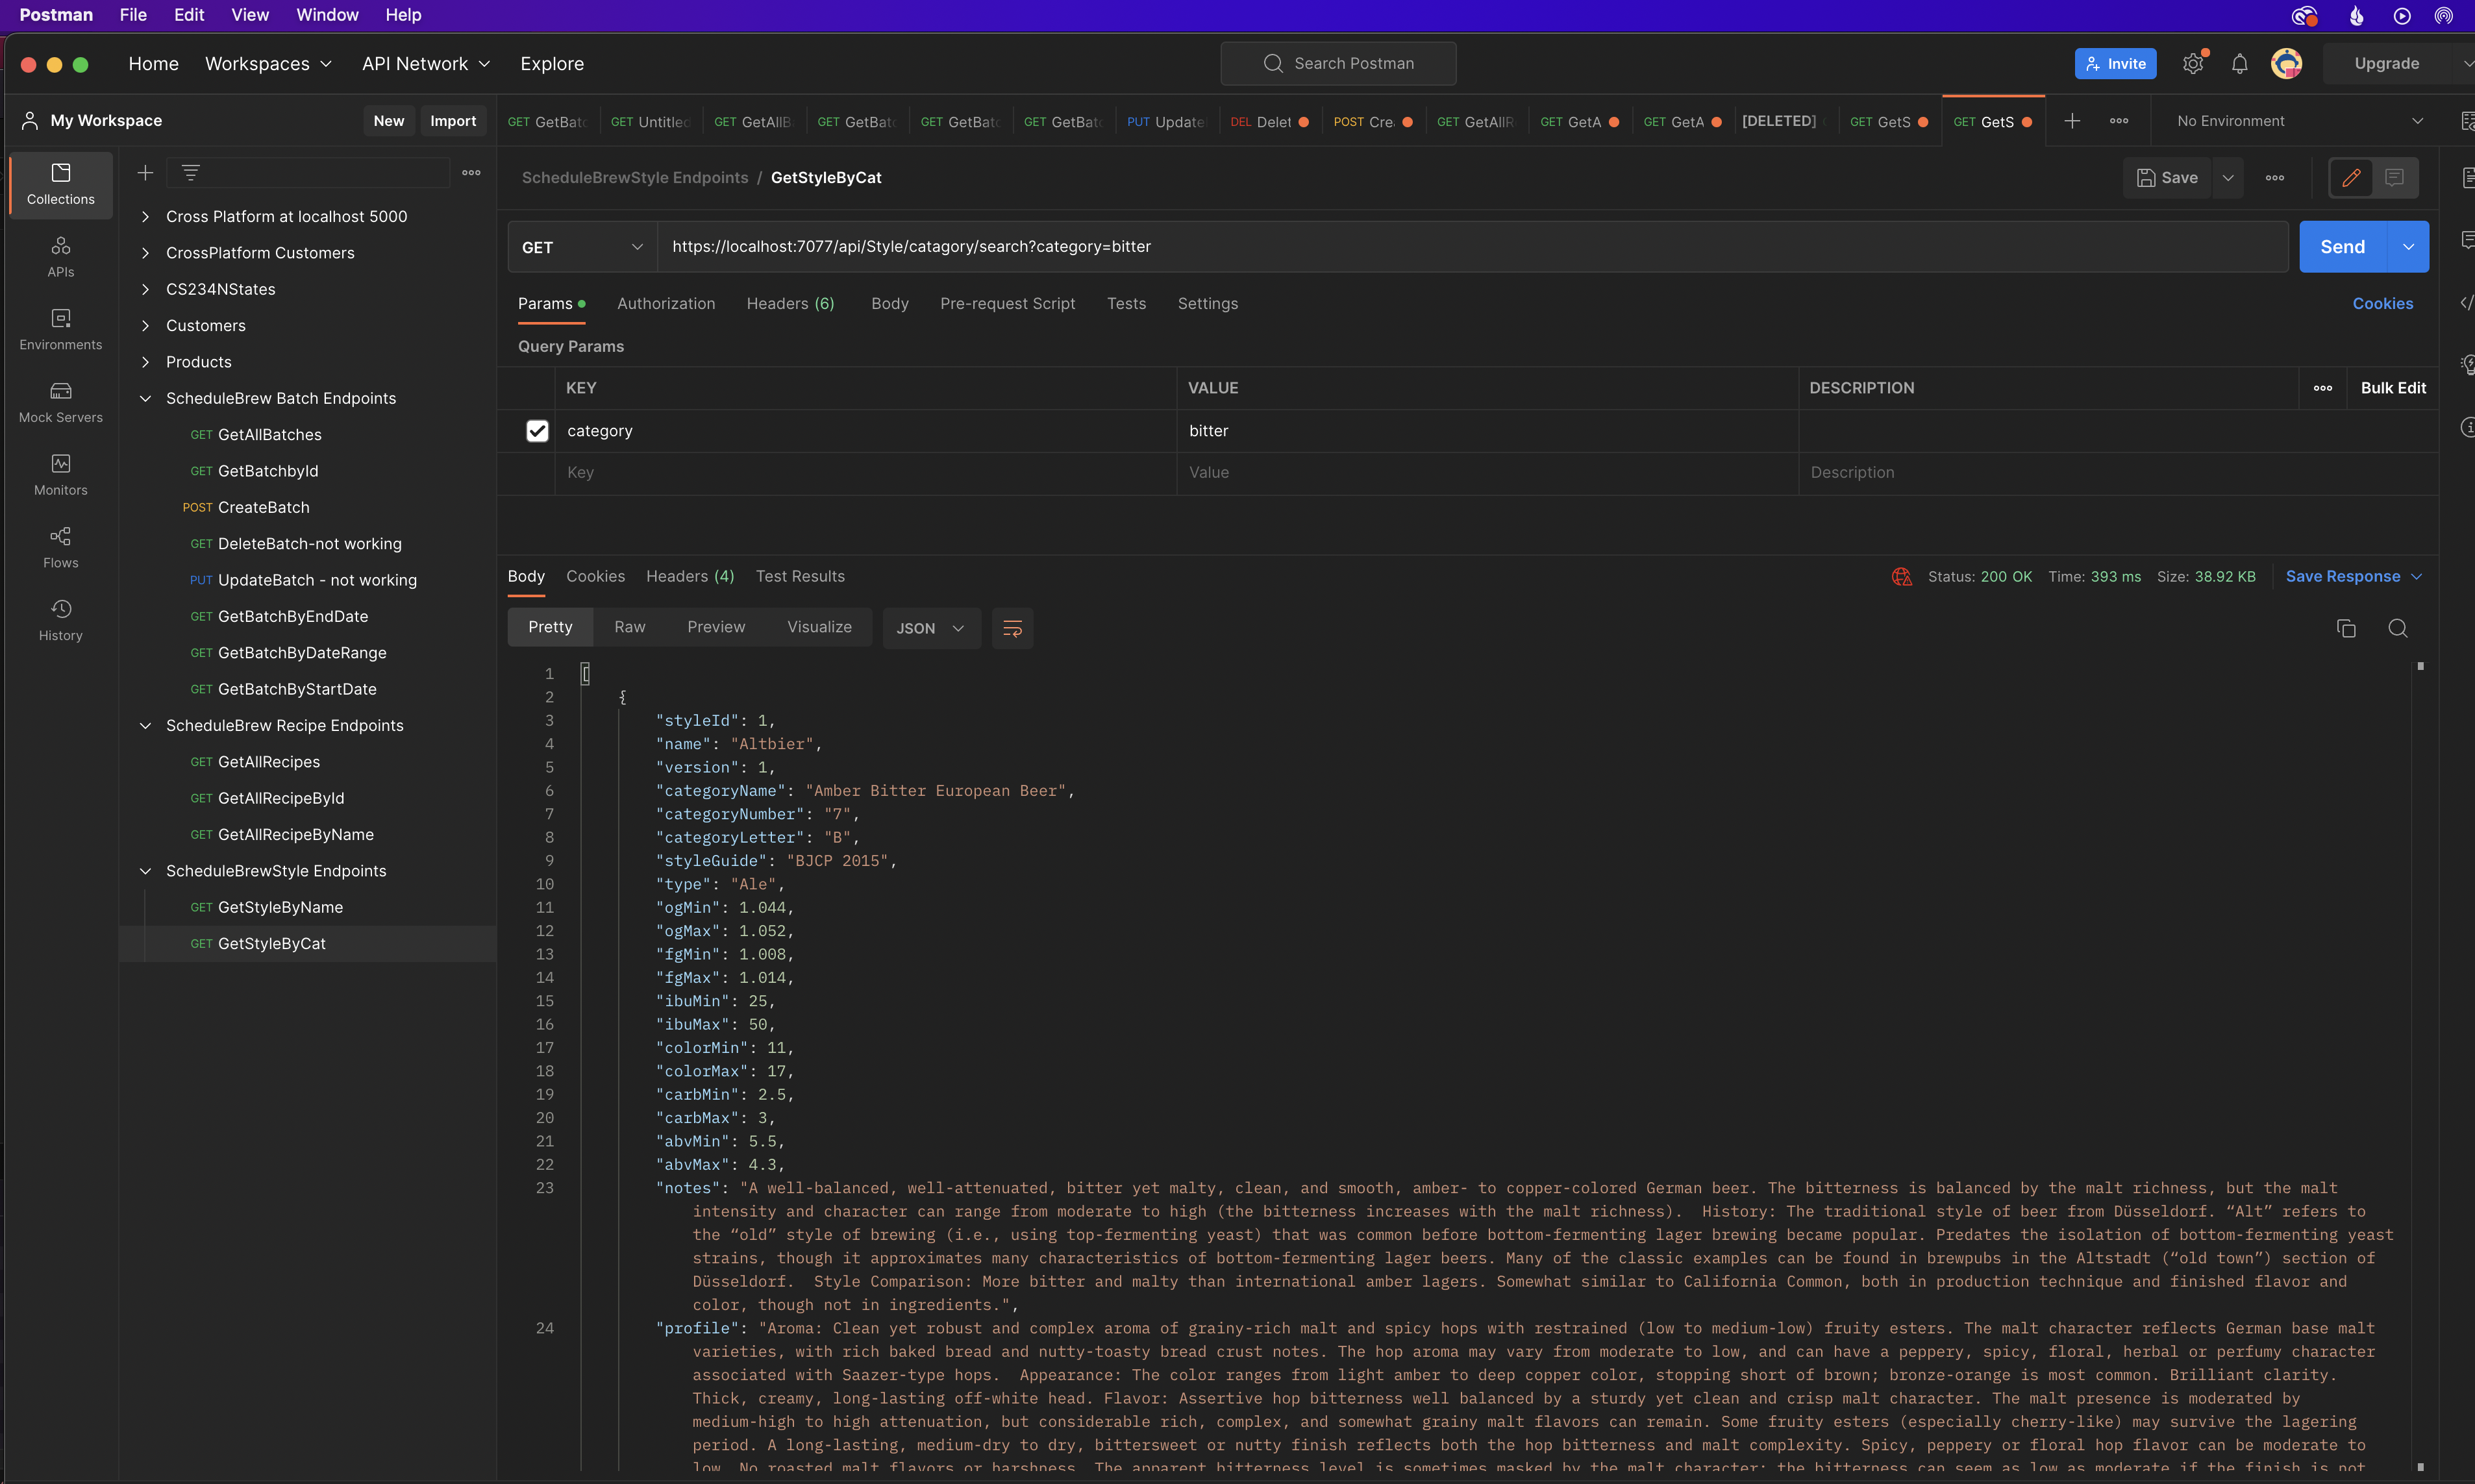 Postman File Edit View Window Help
Home Workspaces API Network Explore Search Postman Invite Upgrade
My Workspace New Import
GET GetBatc GET Untitled GET GetAllB GET GetBatc GET GetBatc GET GetBatc PUT Update DEL Delet POST Cre GET GetAllR GET GetA GET GetA [DELETED] GET GetS GET GetS No Environment
Collections
APIs
Environments
Mock Servers
Monitors
Flows
History
Cross Platform at localhost 5000
CrossPlatform Customers
CS234NStates
Customers
Products
ScheduleBrew Batch Endpoints
GET GetAllBatches
GET GetBatchbyId
POST CreateBatch
GET DeleteBatch-not working
PUT UpdateBatch - not working
GET GetBatchByEndDate
GET GetBatchByDateRange
GET GetBatchByStartDate
ScheduleBrew Recipe Endpoints
GET GetAllRecipes
GET GetAllRecipeById
GET GetAllRecipeByName
ScheduleBrewStyle Endpoints
GET GetStyleByName
GET GetStyleByCat
ScheduleBrewStyle Endpoints / GetStyleByCat Save
GET https://localhost:7077/api/Style/catagory/search?category=bitter Send
Params Authorization Headers (6) Body Pre-request Script Tests Settings Cookies
Query Params
KEY VALUE DESCRIPTION Bulk Edit
category bitter
Key Value Description
Body Cookies Headers (4) Test Results Status: 200 OK Time: 393 ms Size: 38.92 KB Save Response
Pretty Raw Preview Visualize JSON
1 [
2 {
3 "styleId": 1,
4 "name": "Altbier",
5 "version": 1,
6 "categoryName": "Amber Bitter European Beer",
7 "categoryNumber": "7",
8 "categoryLetter": "B",
9 "styleGuide": "BJCP 2015",
10 "type": "Ale",
11 "ogMin": 1.044,
12 "ogMax": 1.052,
13 "fgMin": 1.008,
14 "fgMax": 1.014,
15 "ibuMin": 25,
16 "ibuMax": 50,
17 "colorMin": 11,
18 "colorMax": 17,
19 "carbMin": 2.5,
20 "carbMax": 3,
21 "abvMin": 5.5,
22 "abvMax": 4.3,
23 "notes": "A well-balanced, well-attenuated, bitter yet malty, clean, and smooth, amber- to copper-colored German beer. The bitterness is balanced by the malt richness, but the malt
intensity and character can range from moderate to high (the bitterness increases with the malt richness).  History: The traditional style of beer from Düsseldorf. “Alt” refers to
the “old” style of brewing (i.e., using top-fermenting yeast) that was common before bottom-fermenting lager brewing became popular. Predates the isolation of bottom-fermenting yeast
strains, though it approximates many characteristics of bottom-fermenting lager beers. Many of the classic examples can be found in brewpubs in the Altstadt (“old town”) section of
Düsseldorf.  Style Comparison: More bitter and malty than international amber lagers. Somewhat similar to California Common, both in production technique and finished flavor and
color, though not in ingredients.",
24 "profile": "Aroma: Clean yet robust and complex aroma of grainy-rich malt and spicy hops with restrained (low to medium-low) fruity esters. The malt character reflects German base malt
varieties, with rich baked bread and nutty-toasty bread crust notes. The hop aroma may vary from moderate to low, and can have a peppery, spicy, floral, herbal or perfumy character
associated with Saazer-type hops.  Appearance: The color ranges from light amber to deep copper color, stopping short of brown; bronze-orange is most common. Brilliant clarity.
Thick, creamy, long-lasting off-white head. Flavor: Assertive hop bitterness well balanced by a sturdy yet clean and crisp malt character. The malt presence is moderated by
medium-high to high attenuation, but considerable rich, complex, and somewhat grainy malt flavors can remain. Some fruity esters (especially cherry-like) may survive the lagering
period. A long-lasting, medium-dry to dry, bittersweet or nutty finish reflects both the hop bitterness and malt complexity. Spicy, peppery or floral hop flavor can be moderate to
low. No roasted malt flavors or harshness. The apparent bitterness level is sometimes masked by the malt character; the bitterness can seem as low as moderate if the finish is not